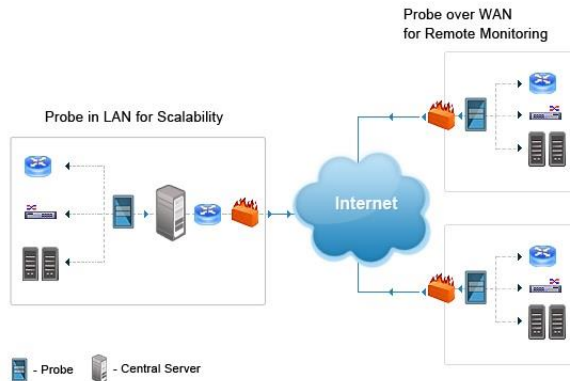 Probe over WAN
for Remote Monitoring
Probe in LAN for Scalability
Internet
- Probe
- Central Server